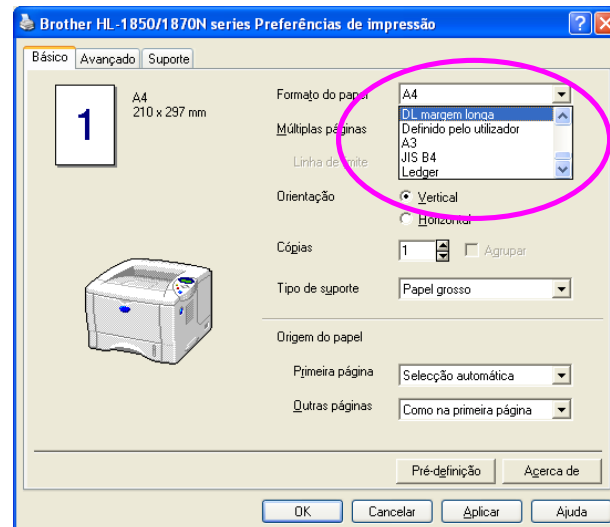 Brother HL-1850/1870N series Preferências de impressão
Básico Avançado Suporte
1
A4
210 x 297 mm
Formato do papel A4
DL margem longa
Definido pelo utilizador
A3
JIS B4
Ledger
Múltiplas páginas
Linha de
Orientação
Vertical
Horizontal
Cópias 1 Agrupar
Tipo de suporte Papel grosso
Origem do papel
Primeira página Selecção automática
Outras páginas Como na primeira página
Pré-definição Acerca de
OK Cancelar Aplicar Ajuda